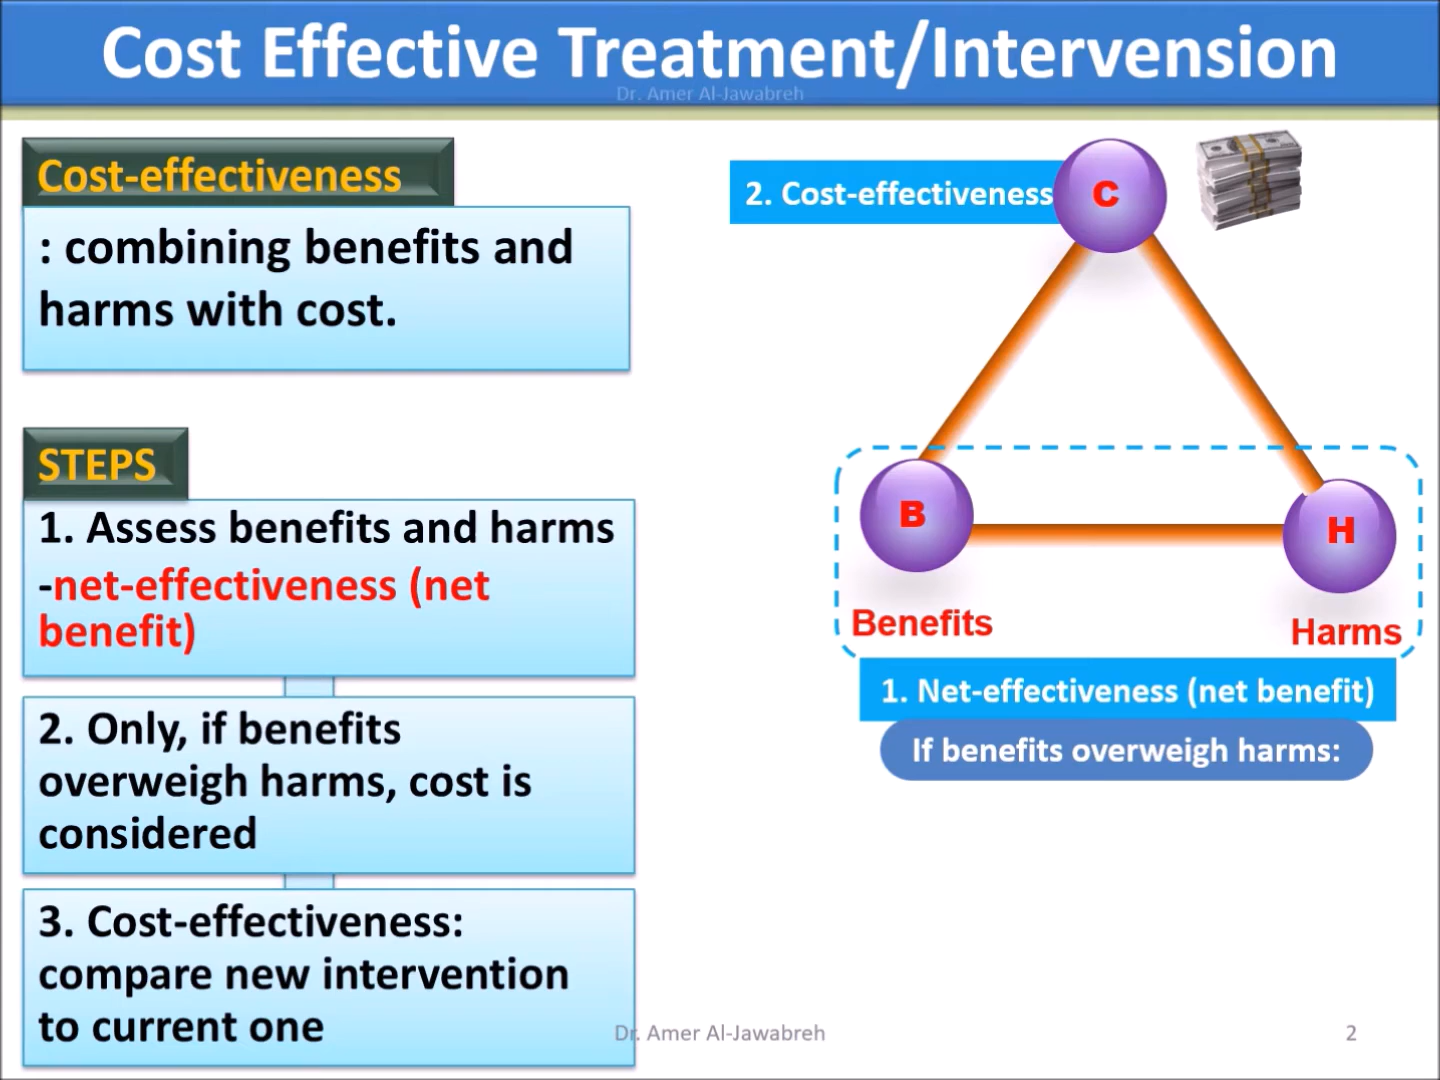 Cost Effective Treatment/Intervension
Dr. Amer Al-Jawabreh
Cost-effectiveness
: combining benefits and
harms with cost.
STEPS
1. Assess benefits and harms
-net-effectiveness (net
benefit)
2. Only, if benefits
overweigh harms, cost is
considered
3. Cost-effectiveness:
compare new intervention
to current one
2. Cost-effectiveness
C
B
H
Benefits
Harms
1. Net-effectiveness (net benefit)
If benefits overweigh harms:
Dr. Amer Al-Jawabreh
2